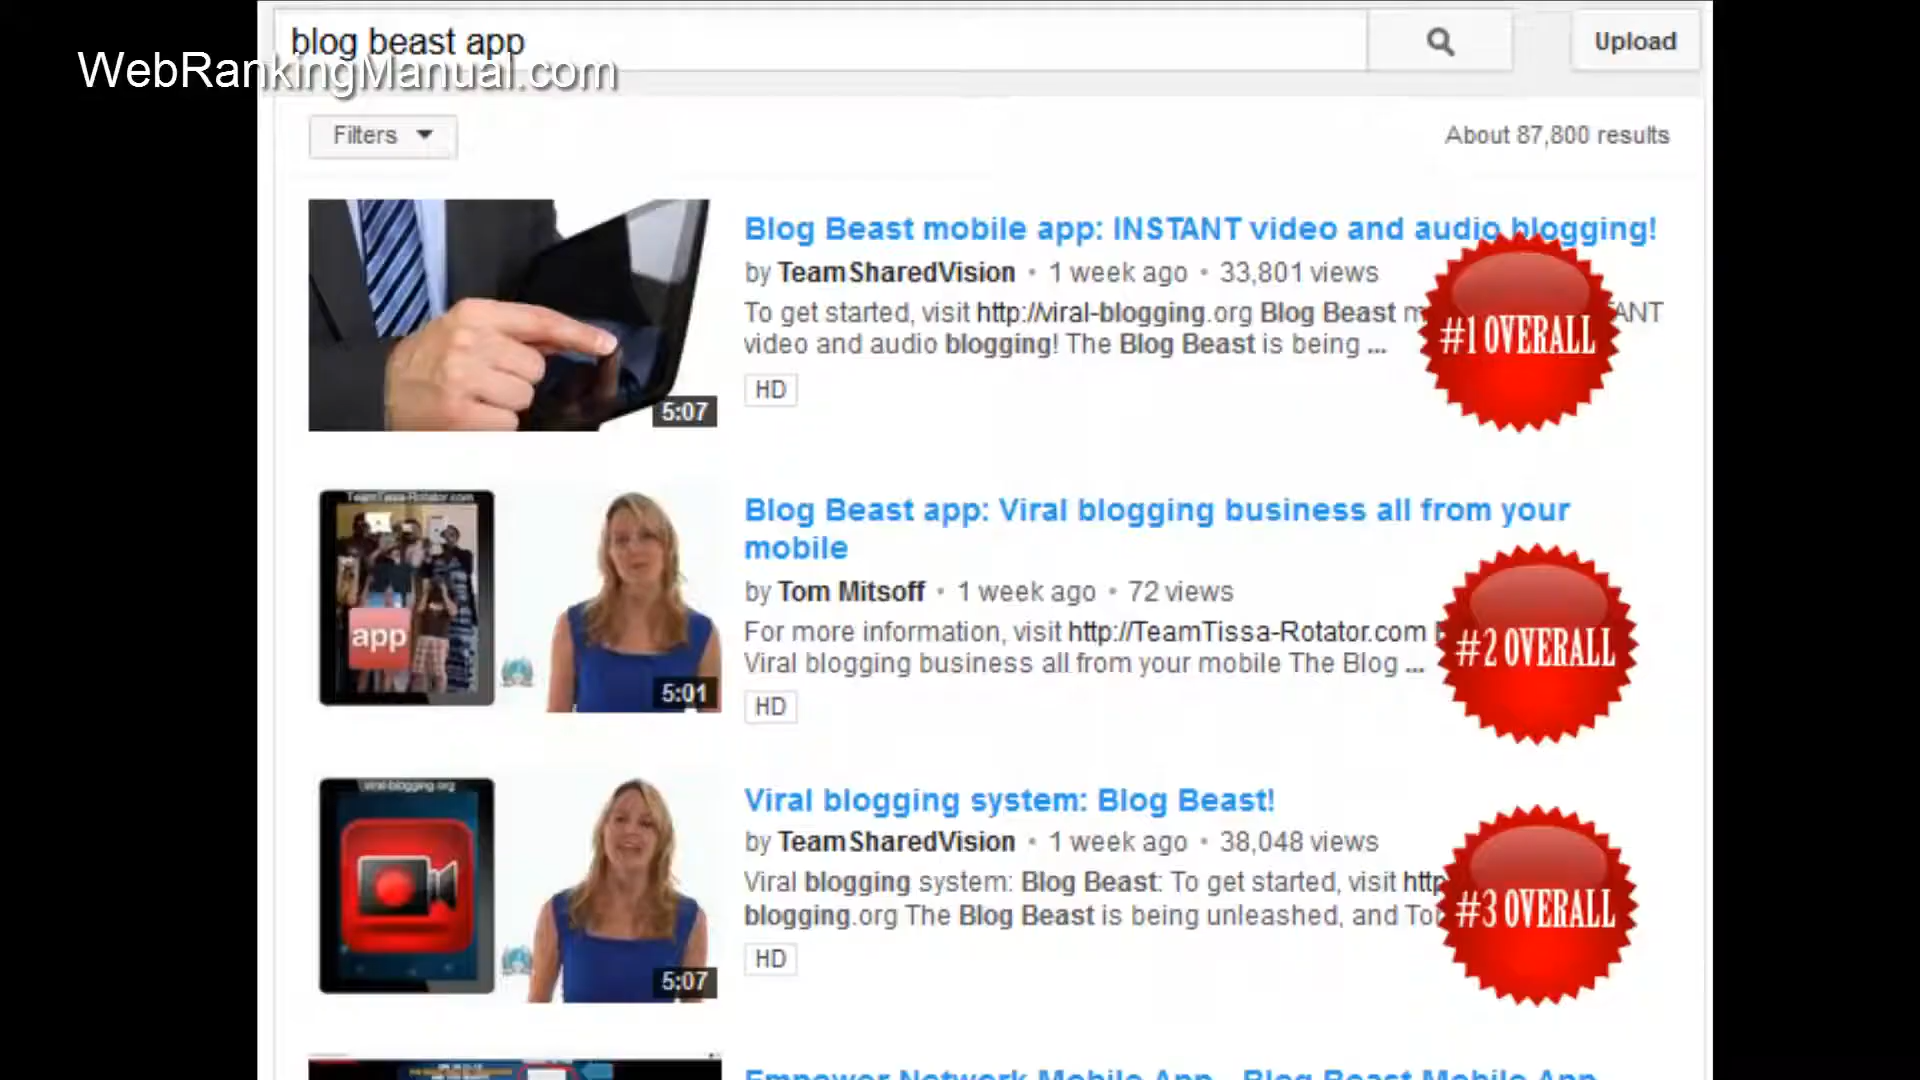 blog beast app
Upload
WebRankingManual.com
Filters
About 87,800 results
Blog Beast mobile app: INSTANT video and audio blogging!
by TeamSharedVision • 1 week ago • 33,801 views
To get started, visit http://viral-blogging.org Blog Beast
video and audio blogging! The Blog Beast is being ...
HD
5:07
#1 OVERALL
TeamTissa-Rotator.com
app
5:01
Blog Beast app: Viral blogging business all from your
mobile
by Tom Mitsoff • 1 week ago • 72 views
For more information, visit http://TeamTissa-Rotator.com
Viral blogging business all from your mobile The Blog ...
HD
#2 OVERALL
viral-blogging.org
5:07
Viral blogging system: Blog Beast!
by TeamSharedVision • 1 week ago • 38,048 views
Viral blogging system: Blog Beast: To get started, visit
blogging.org The Blog Beast is being unleashed, and
HD
#3 OVERALL
Empower Network Mobile App - Blog Beast Mobile App